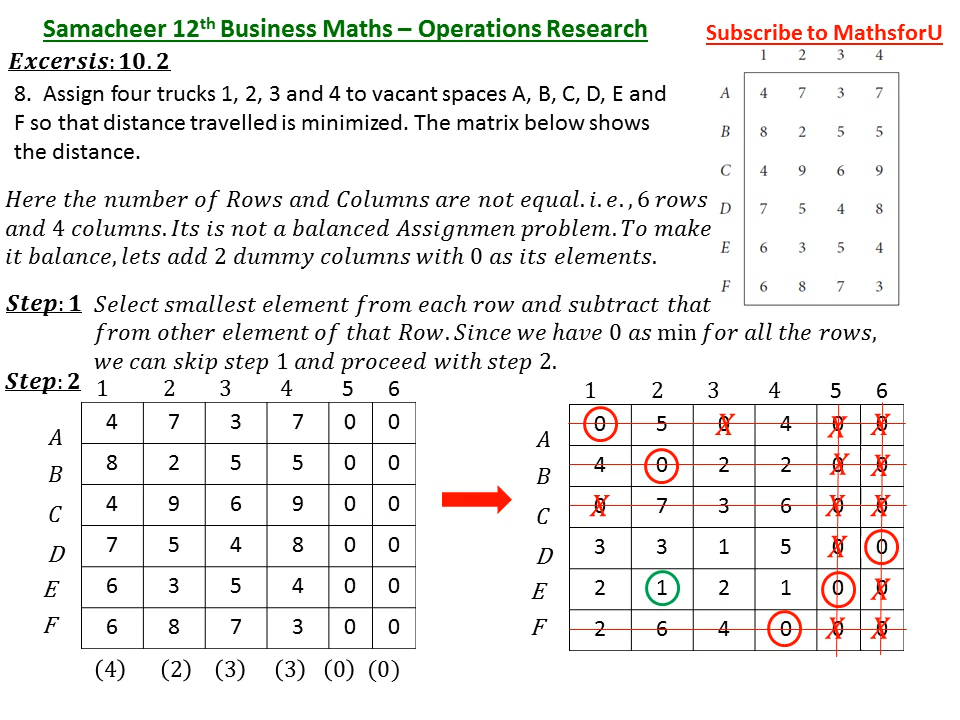 Samacheer 12th Business Maths – Operations Research
Subscribe to MathsforU
Excersis: 10. 2
8. Assign four trucks 1, 2, 3 and 4 to vacant spaces A, B, C, D, E and
F so that distance travelled is minimized. The matrix below shows
the distance.
1 2 3 4
A 4 7 3 7
B 8 2 5 5
C 4 9 6 9
D 7 5 4 8
E 6 3 5 4
F 6 8 7 3
Here the number of Rows and Columns are not equal. i. e. , 6 rows
and 4 columns. Its is not a balanced Assignmen problem. To make
it balance, lets add 2 dummy columns with 0 as its elements.
Step: 1 Select smallest element from each row and subtract that
from other element of that Row. Since we have 0 as min for all the rows,
we can skip step 1 and proceed with step 2.
Step: 2
1 2 3 4 5 6
A 4 7 3 7 0 0
B 8 2 5 5 0 0
C 4 9 6 9 0 0
D 7 5 4 8 0 0
E 6 3 5 4 0 0
F 6 8 7 3 0 0
(4) (2) (3) (3) (0) (0)
1 2 3 4 5 6
A 0 5 0 4 0 0
B 4 0 2 2 0 0
C 0 7 3 6 0 0
D 3 3 1 5 0 0
E 2 1 2 1 0 0
F 2 6 4 0 0 0